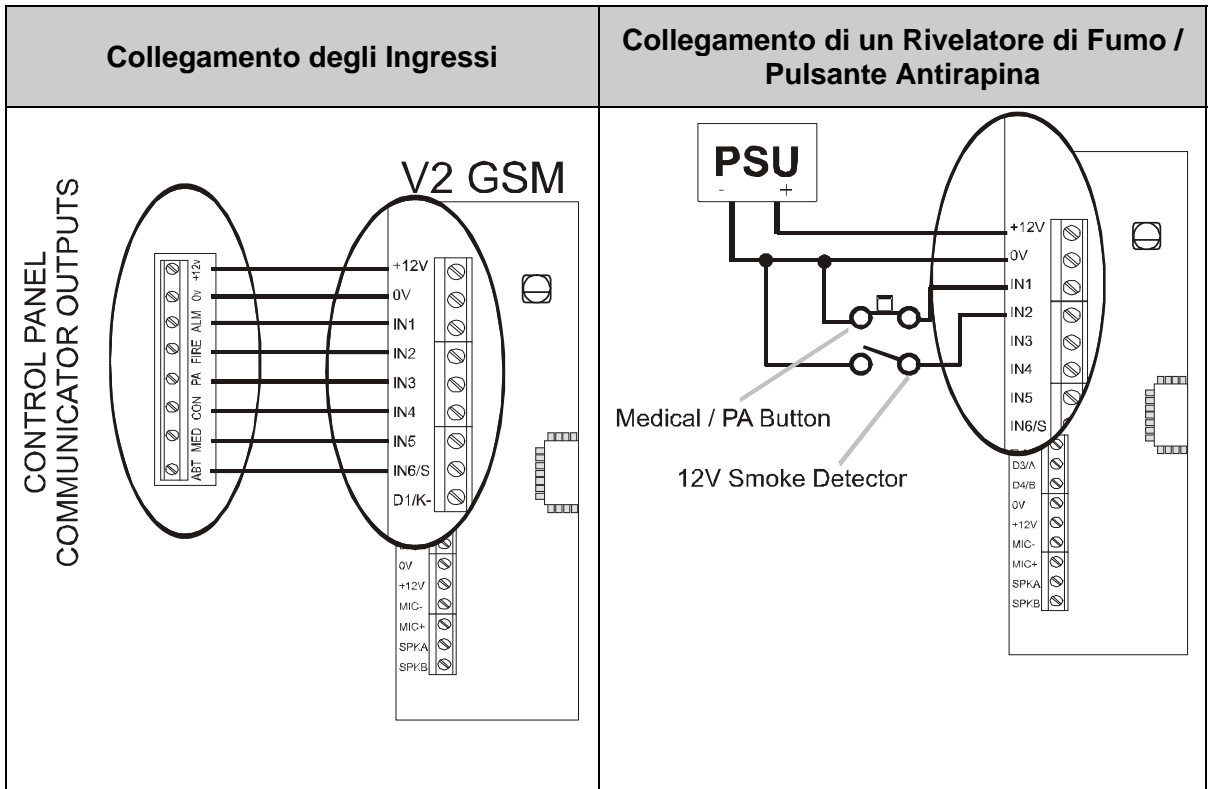 Collegamento degli Ingressi
Collegamento di un Rivelatore di Fumo /
Pulsante Antirapina
V2 GSM
CONTROL PANEL
COMMUNICATOR OUTPUTS
+12v
0v
ALM
FIRE
PA
CON
MED
ABT
+12V
0V
IN1
IN2
IN3
IN4
IN5
IN6/S
D1/K-
0V
+12V
MIC-
MIC+
SPKA
SPKB
PSU
- +
+12V
0V
IN1
IN2
IN3
IN4
IN5
IN6/S
D3/A
D4/B
0V
+12V
MIC-
MIC+
SPKA
SPKB
Medical / PA Button
12V Smoke Detector